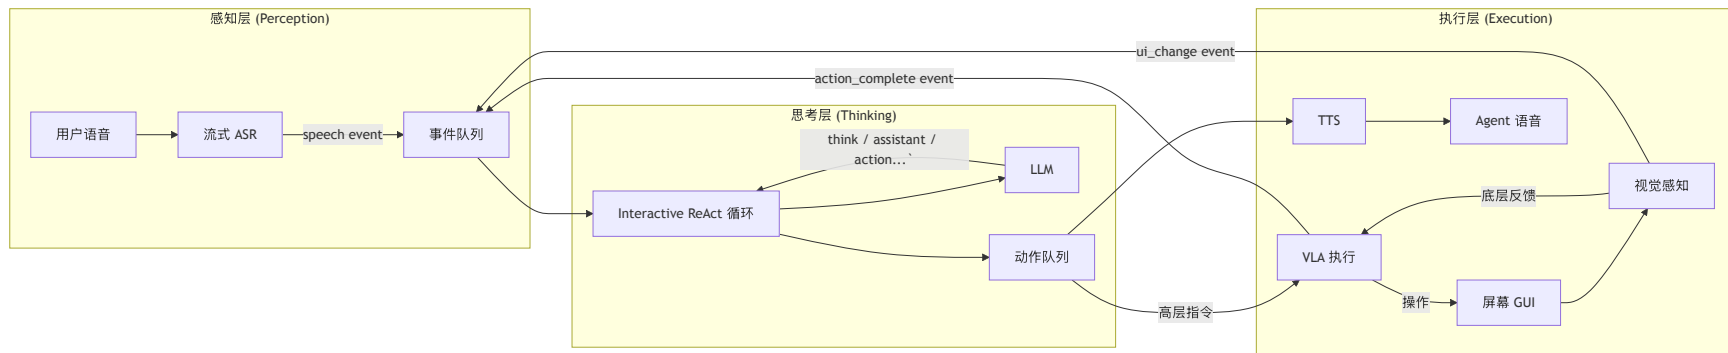 感知层 (Perception)
用户语音
流式 ASR
speech event
事件队列
思考层 (Thinking)
think / assistant /
action...`
LLM
Interactive ReAct 循环
动作队列
执行层 (Execution)
ui_change event
action_complete event
TTS
Agent 语音
视觉感知
底层反馈
VLA 执行
高层指令
操作
屏幕 GUI